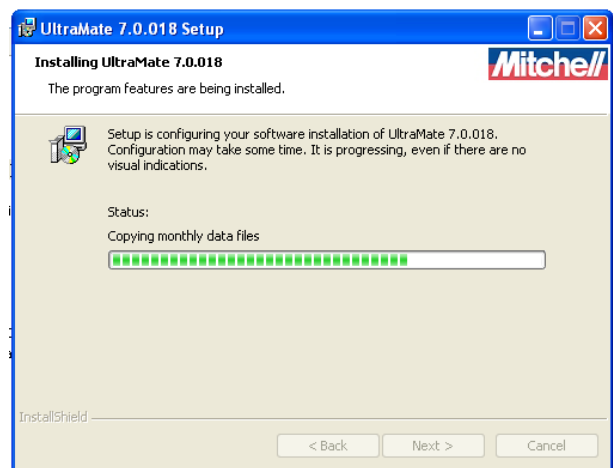 UltraMate 7.0.018 Setup
Installing UltraMate 7.0.018
Mitchell
The program features are being installed.
Setup is configuring your software installation of UltraMate 7.0.018.
Configuration may take some time. It is progressing, even if there are no
visual indications.
Status:
Copying monthly data files
InstallShield
< Back
Next >
Cancel